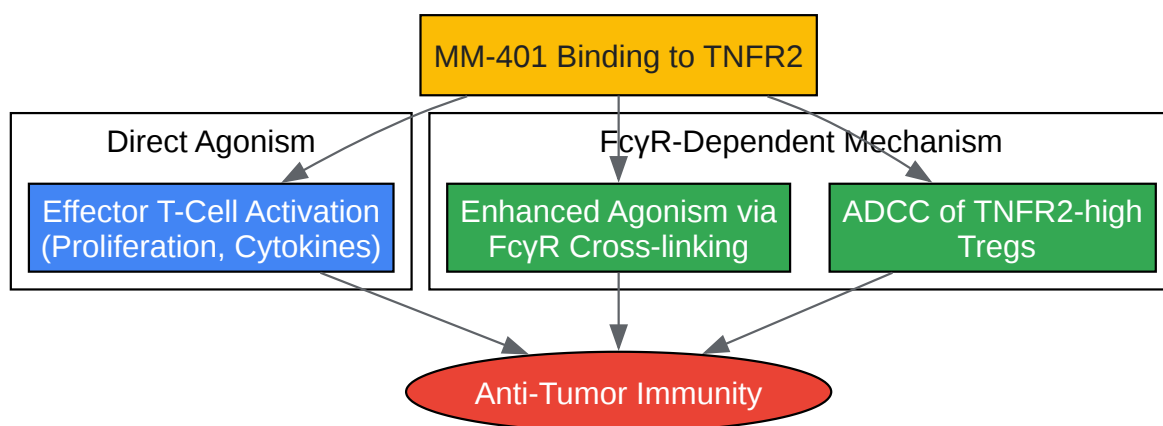 MM-401 Binding to TNFR2
Direct Agonism
FcγR-Dependent Mechanism
Effector T-Cell Activation
(Proliferation, Cytokines)
Enhanced Agonism via
FcγR Cross-linking
ADCC of TNFR2-high
Tregs
Anti-Tumor Immunity